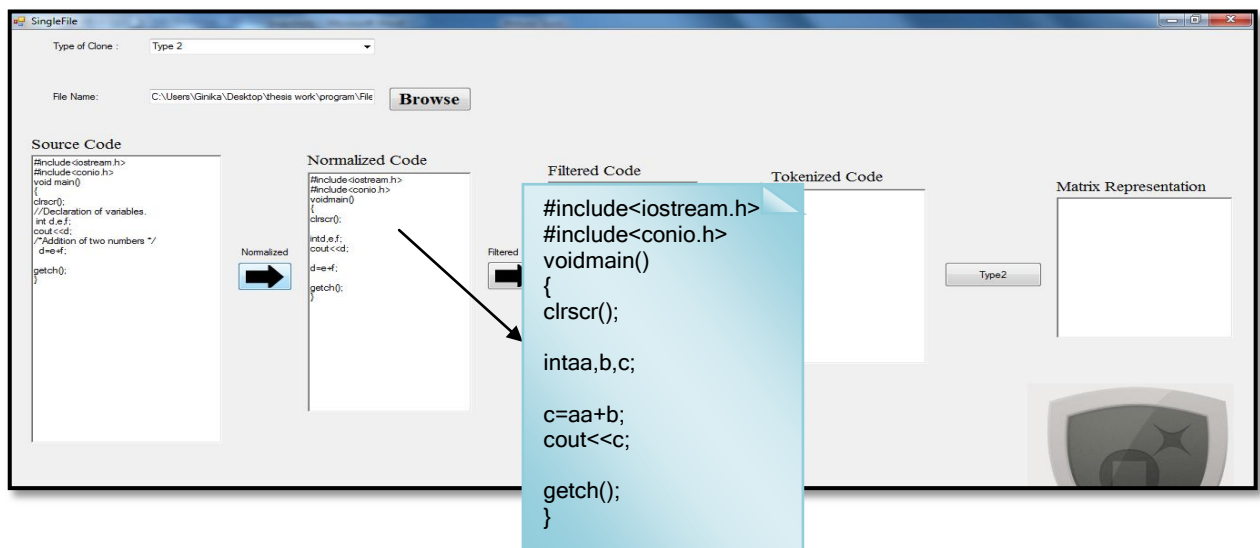 SingleFile
Type of Clone :
Type 2
File Name:
C:\Users\Ginika\Desktop\thesis work\program\File
Browse
Source Code
#include<iostream.h>
#include<conio.h>
void main()
{
clrscr();
//Declaration of variables.
int d,e,f;
cout<<d;
/*Addition of two numbers */
d=e+f;
getch();
}
Normalized
Normalized Code
#include<iostream.h>
#include<conio.h>
voidmain()
{
clrscr();
intd,e,f;
cout<<d;
d=e+f;
getch();
}
Filtered
Filtered Code
#include<iostream.h>
#include<conio.h>
voidmain()
{
clrscr();
intaa,b,c;
c=aa+b;
cout<<c;
getch();
}
Tokenized Code
Type2
Matrix Representation